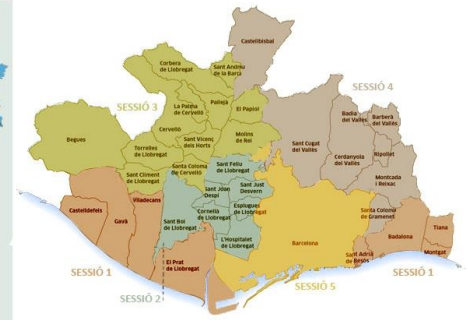 Castellbisbal
Corbera
de Llobregat
Sant Andreu
de la Barca
SESSIÓ 3
SESSIÓ 4
La Palma
de Cervelló
Pallejà
El Papiol
Badia
del Vallès
Barberà
del Vallès
Cervelló
Sant Vicenç
dels Horts
Molins
de Rei
Begues
Torrelles
de Llobregat
Sant Cugat
del Vallès
Cerdanyola
del Vallès
Ripollet
Sant Climent
de Llobregat
Santa Coloma
de Cervelló
Sant Feliu
de Llobregat
Montcada
i Reixac
Sant Joan
Despí
Sant Just
Desvern
Castelldefels
Gavà
Viladecans
Sant Boi
de Llobregat
Cornellà
de Llobregat
Esplugues
de Llobregat
Santa Coloma
de Gramenet
L'Hospitalet
de Llobregat
Barcelona
Badalona
Tiana
Montgat
Sant Adrià
de Besòs
El Prat
de Llobregat
SESSIÓ 1
SESSIÓ 2
SESSIÓ 5
SESSIÓ 1